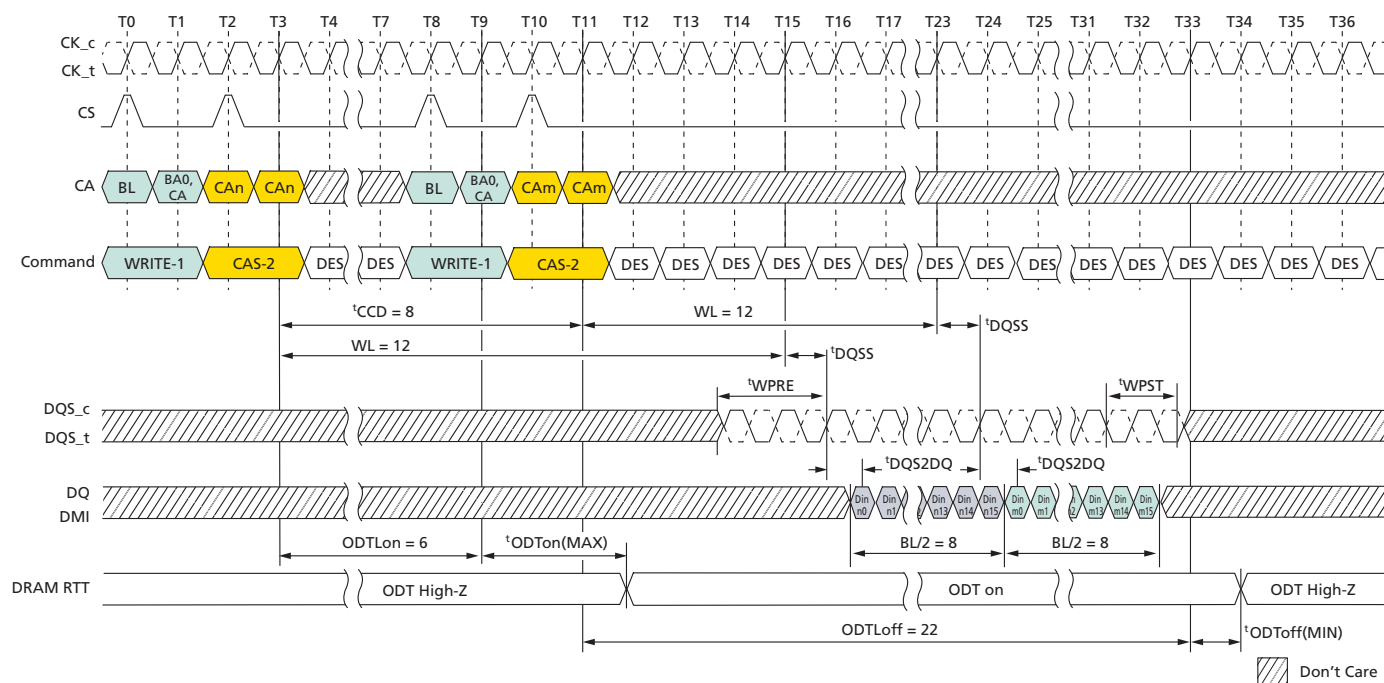 T0 T1 T2 T3 T4 T7 T8 T9 T10 T11 T12 T13 T14 T15 T16 T17 T23 T24 T25 T31 T32 T33 T34 T35 T36
CK_c
CK_t
CS
CA BL BA0, CA CAn CAn BL BA0, CA CAm CAm
Command WRITE-1 CAS-2 DES DES WRITE-1 CAS-2 DES DES DES DES DES DES DES DES DES DES DES DES DES DES DES
tCCD = 8 WL = 12 tDQSS
WL = 12 tDQSS
tWPRE tWPST
DQS_c
DQS_t
tDQS2DQ tDQS2DQ
DQ
DMI
Din n0 Din n1 Din n13 Din n14 Din n15 Din m0 Din m1 Din m13 Din m14 Din m15
ODTLon = 6 tODTon(MAX) BL/2 = 8 BL/2 = 8
DRAM RTT ODT High-Z ODT on ODT High-Z
ODTLoff = 22 tODToff(MIN)
Don't Care